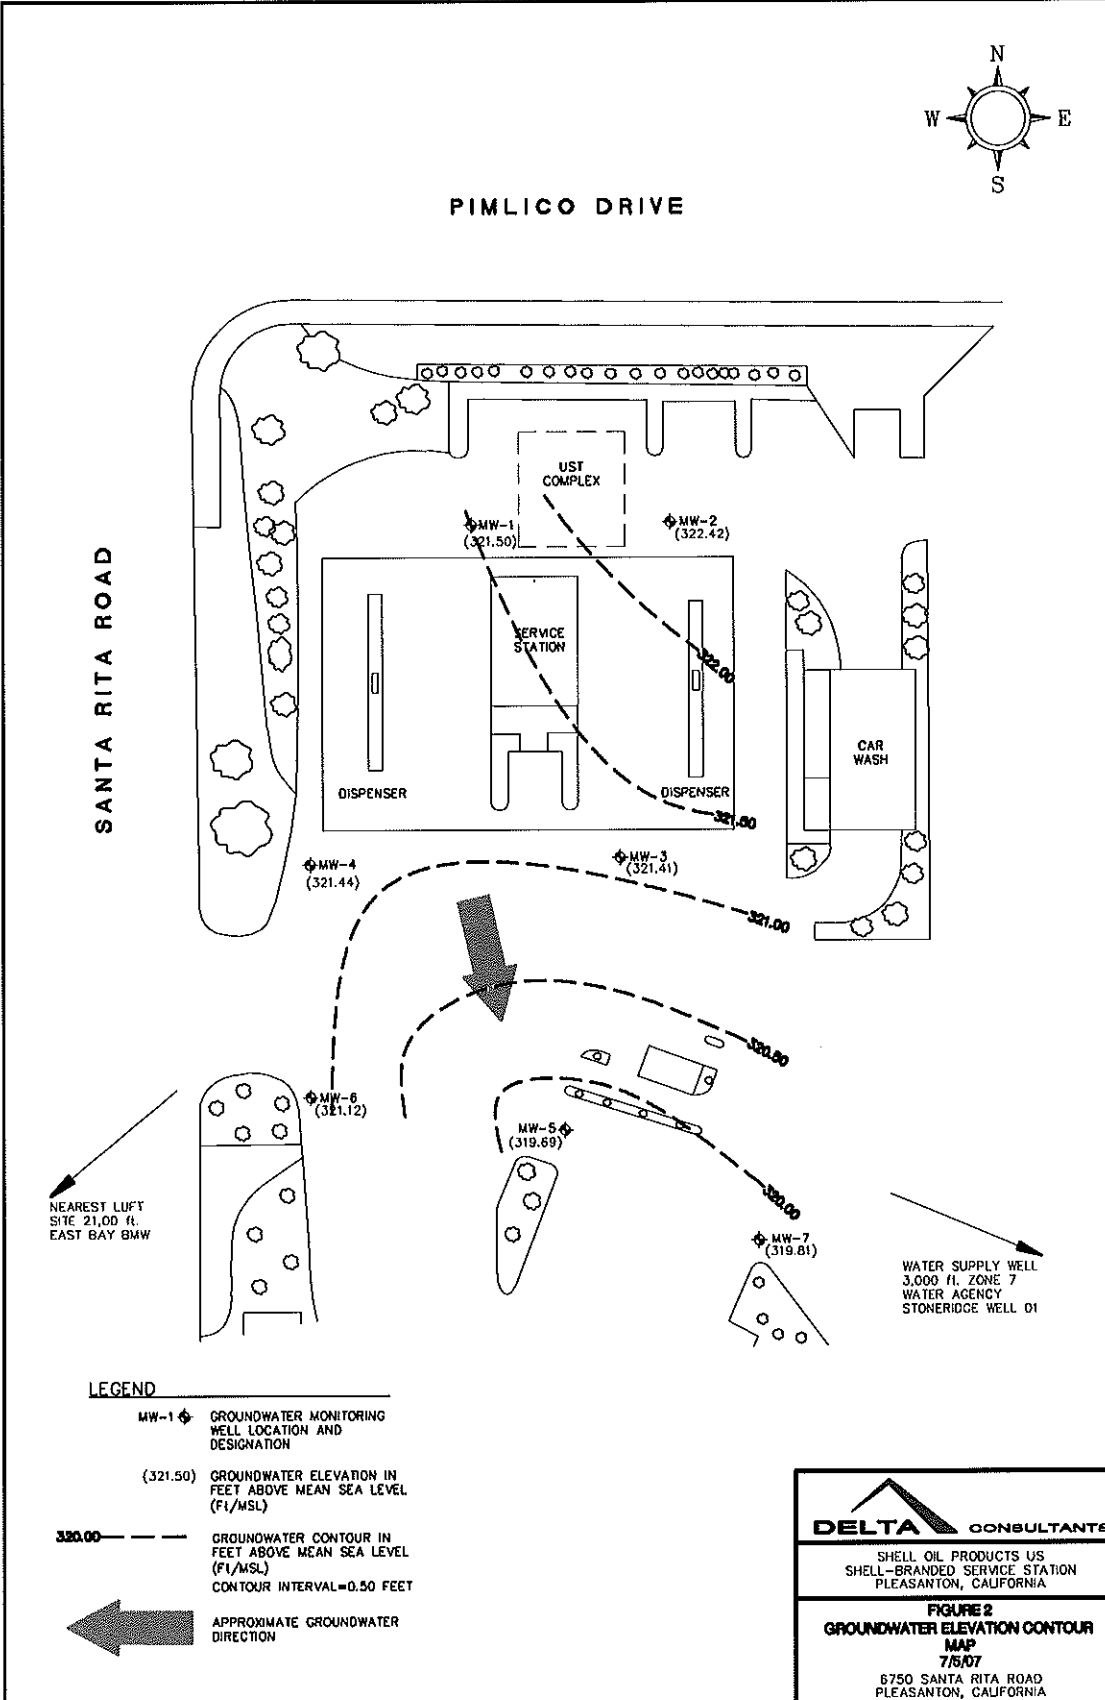 N
W E
S
PIMLICO DRIVE
SANTA RITA ROAD
UST
COMPLEX
MW-1
(321.50)
MW-2
(322.42)
SERVICE
STATION
322.00
CAR
WASH
DISPENSER
DISPENSER
321.50
MW-4
(321.44)
MW-3
(321.41)
321.00
320.50
MW-6
(321.12)
MW-5
(319.69)
320.00
MW-7
(319.81)
NEAREST LUFT
SITE 21,00 ft.
EAST BAY BMW
WATER SUPPLY WELL
3,000 ft. ZONE 7
WATER AGENCY
STONERIDGE WELL 01
LEGEND
MW-1 GROUNDWATER MONITORING
WELL LOCATION AND
DESIGNATION
(321.50) GROUNDWATER ELEVATION IN
FEET ABOVE MEAN SEA LEVEL
(Ft/MSL)
320.00 GROUNDWATER CONTOUR IN
FEET ABOVE MEAN SEA LEVEL
(Ft/MSL)
CONTOUR INTERVAL=0.50 FEET
APPROXIMATE GROUNDWATER
DIRECTION
DELTA CONSULTANTS
SHELL OIL PRODUCTS US
SHELL-BRANDED SERVICE STATION
PLEASANTON, CALIFORNIA
FIGURE 2
GROUNDWATER ELEVATION CONTOUR
MAP
7/5/07
6750 SANTA RITA ROAD
PLEASANTON, CALIFORNIA